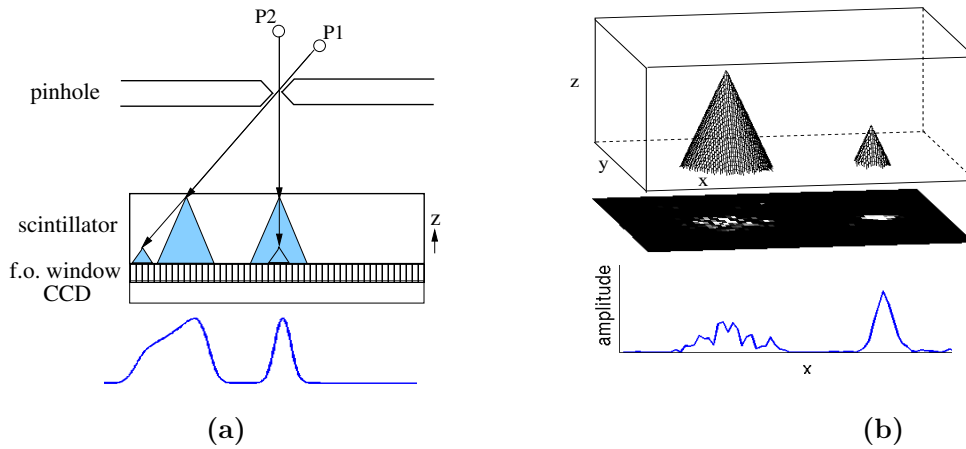 P2
P1
pinhole
scintillator
z
f.o. window
CCD
(a)
z
y
x
amplitude
x
(b)